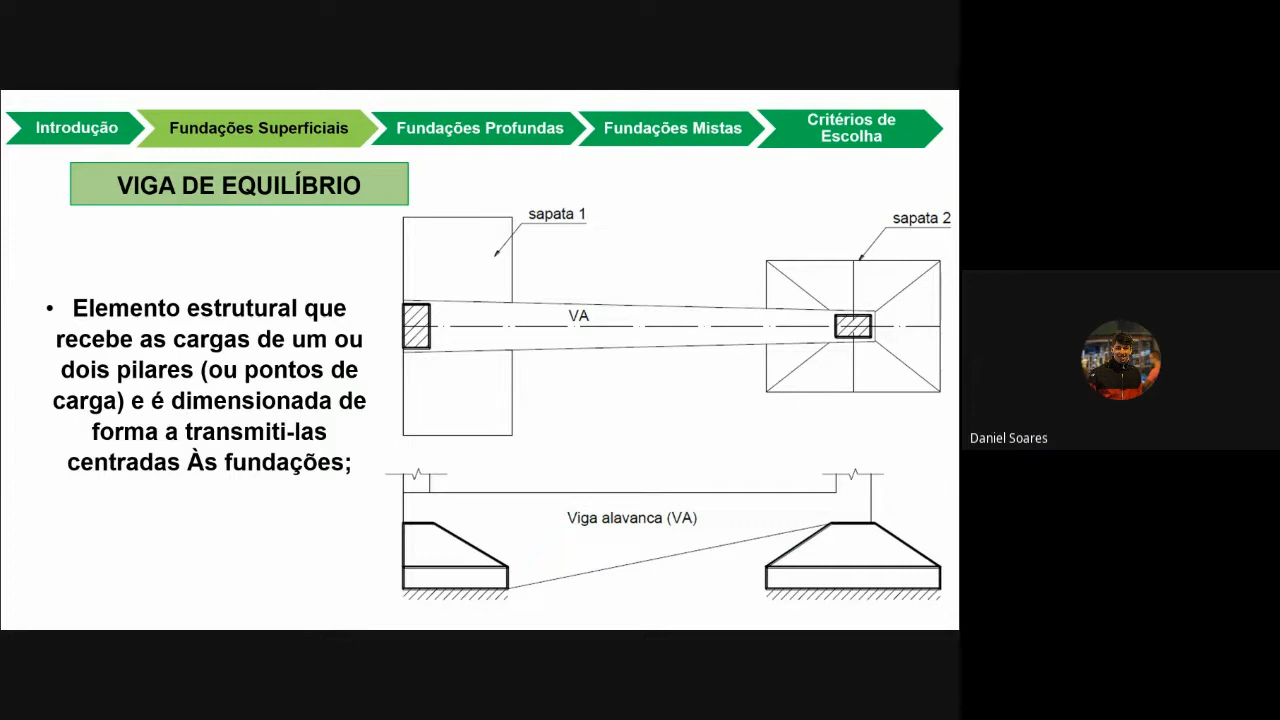 Introdução
Fundações Superficiais
Fundações Profundas
Fundações Mistas
Critérios de
Escolha
VIGA DE EQUILÍBRIO
sapata 1
sapata 2
• Elemento estrutural que
recebe as cargas de um ou
dois pilares (ou pontos de
carga) e é dimensionada de
forma a transmiti-las
centradas Às fundações;
VA
Viga alavanca (VA)
Daniel Soares